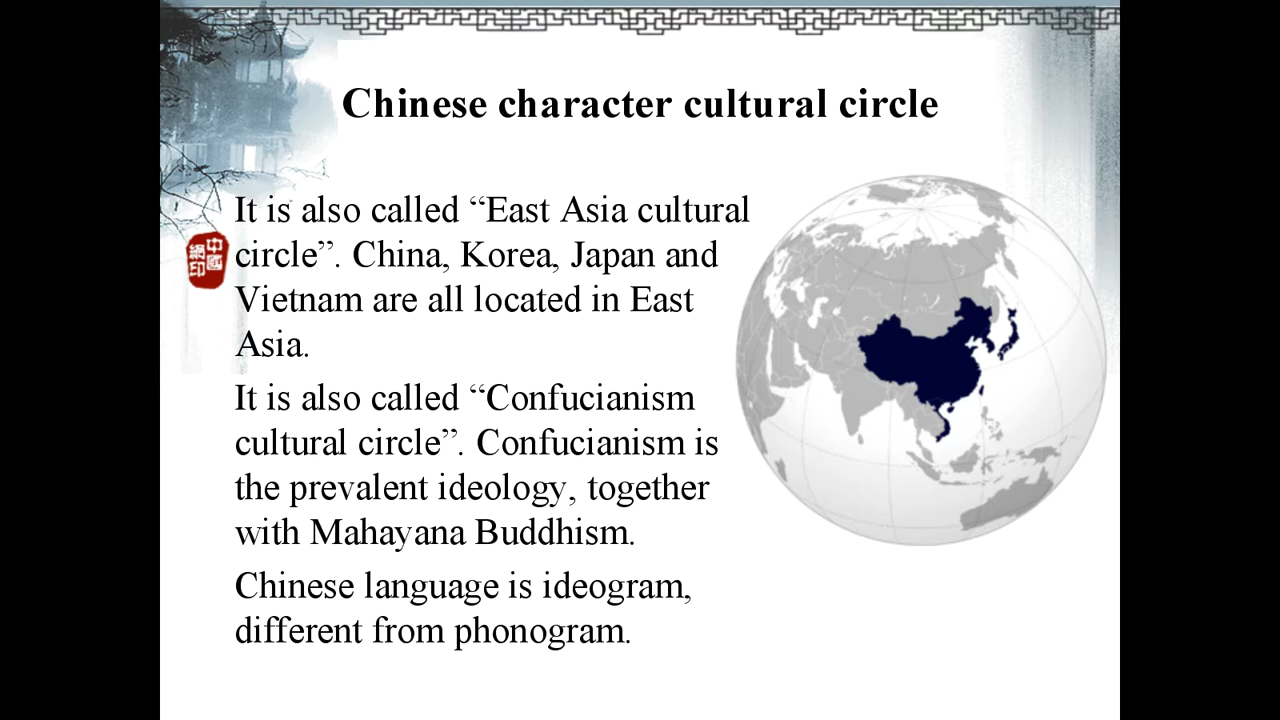 Chinese character cultural circle
It is also called “East Asia cultural
circle”. China, Korea, Japan and
Vietnam are all located in East
Asia.
It is also called “Confucianism
cultural circle”. Confucianism is
the prevalent ideology, together
with Mahayana Buddhism.
Chinese language is ideogram,
different from phonogram.
中國
網印